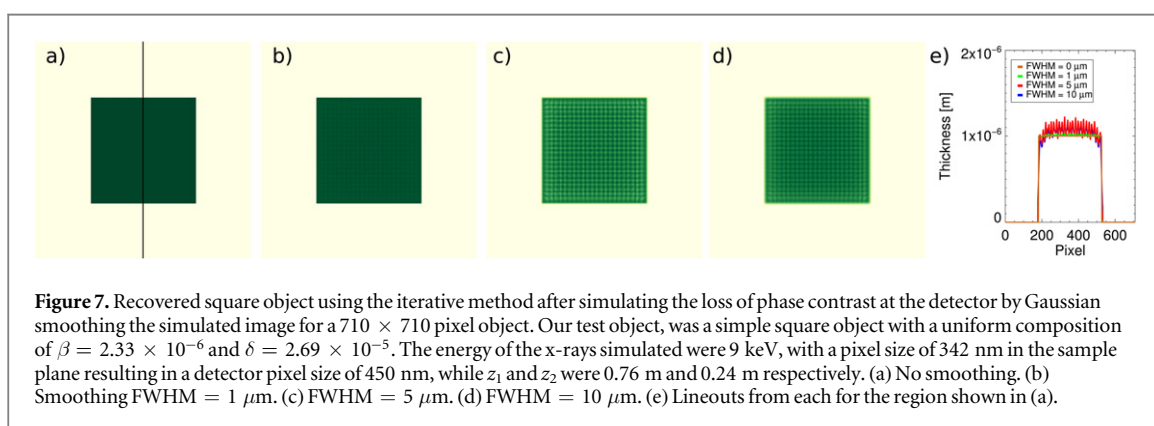 a)
b)
c)
d)
e)
2x10⁻⁶
1x10⁻⁶
0
Thickness [m]
FWHM = 0 μm
FWHM = 1 μm
FWHM = 5 μm
FWHM = 10 μm
0 200 400 600
Pixel
Figure 7. Recovered square object using the iterative method after simulating the loss of phase contrast at the detector by Gaussian
smoothing the simulated image for a 710 × 710 pixel object. Our test object, was a simple square object with a uniform composition
of β = 2.33 × 10⁻⁶ and δ = 2.69 × 10⁻⁵. The energy of the x-rays simulated were 9 keV, with a pixel size of 342 nm in the sample
plane resulting in a detector pixel size of 450 nm, while z₁ and z₂ were 0.76 m and 0.24 m respectively. (a) No smoothing. (b)
Smoothing FWHM = 1 μm. (c) FWHM = 5 μm. (d) FWHM = 10 μm. (e) Lineouts from each for the region shown in (a).